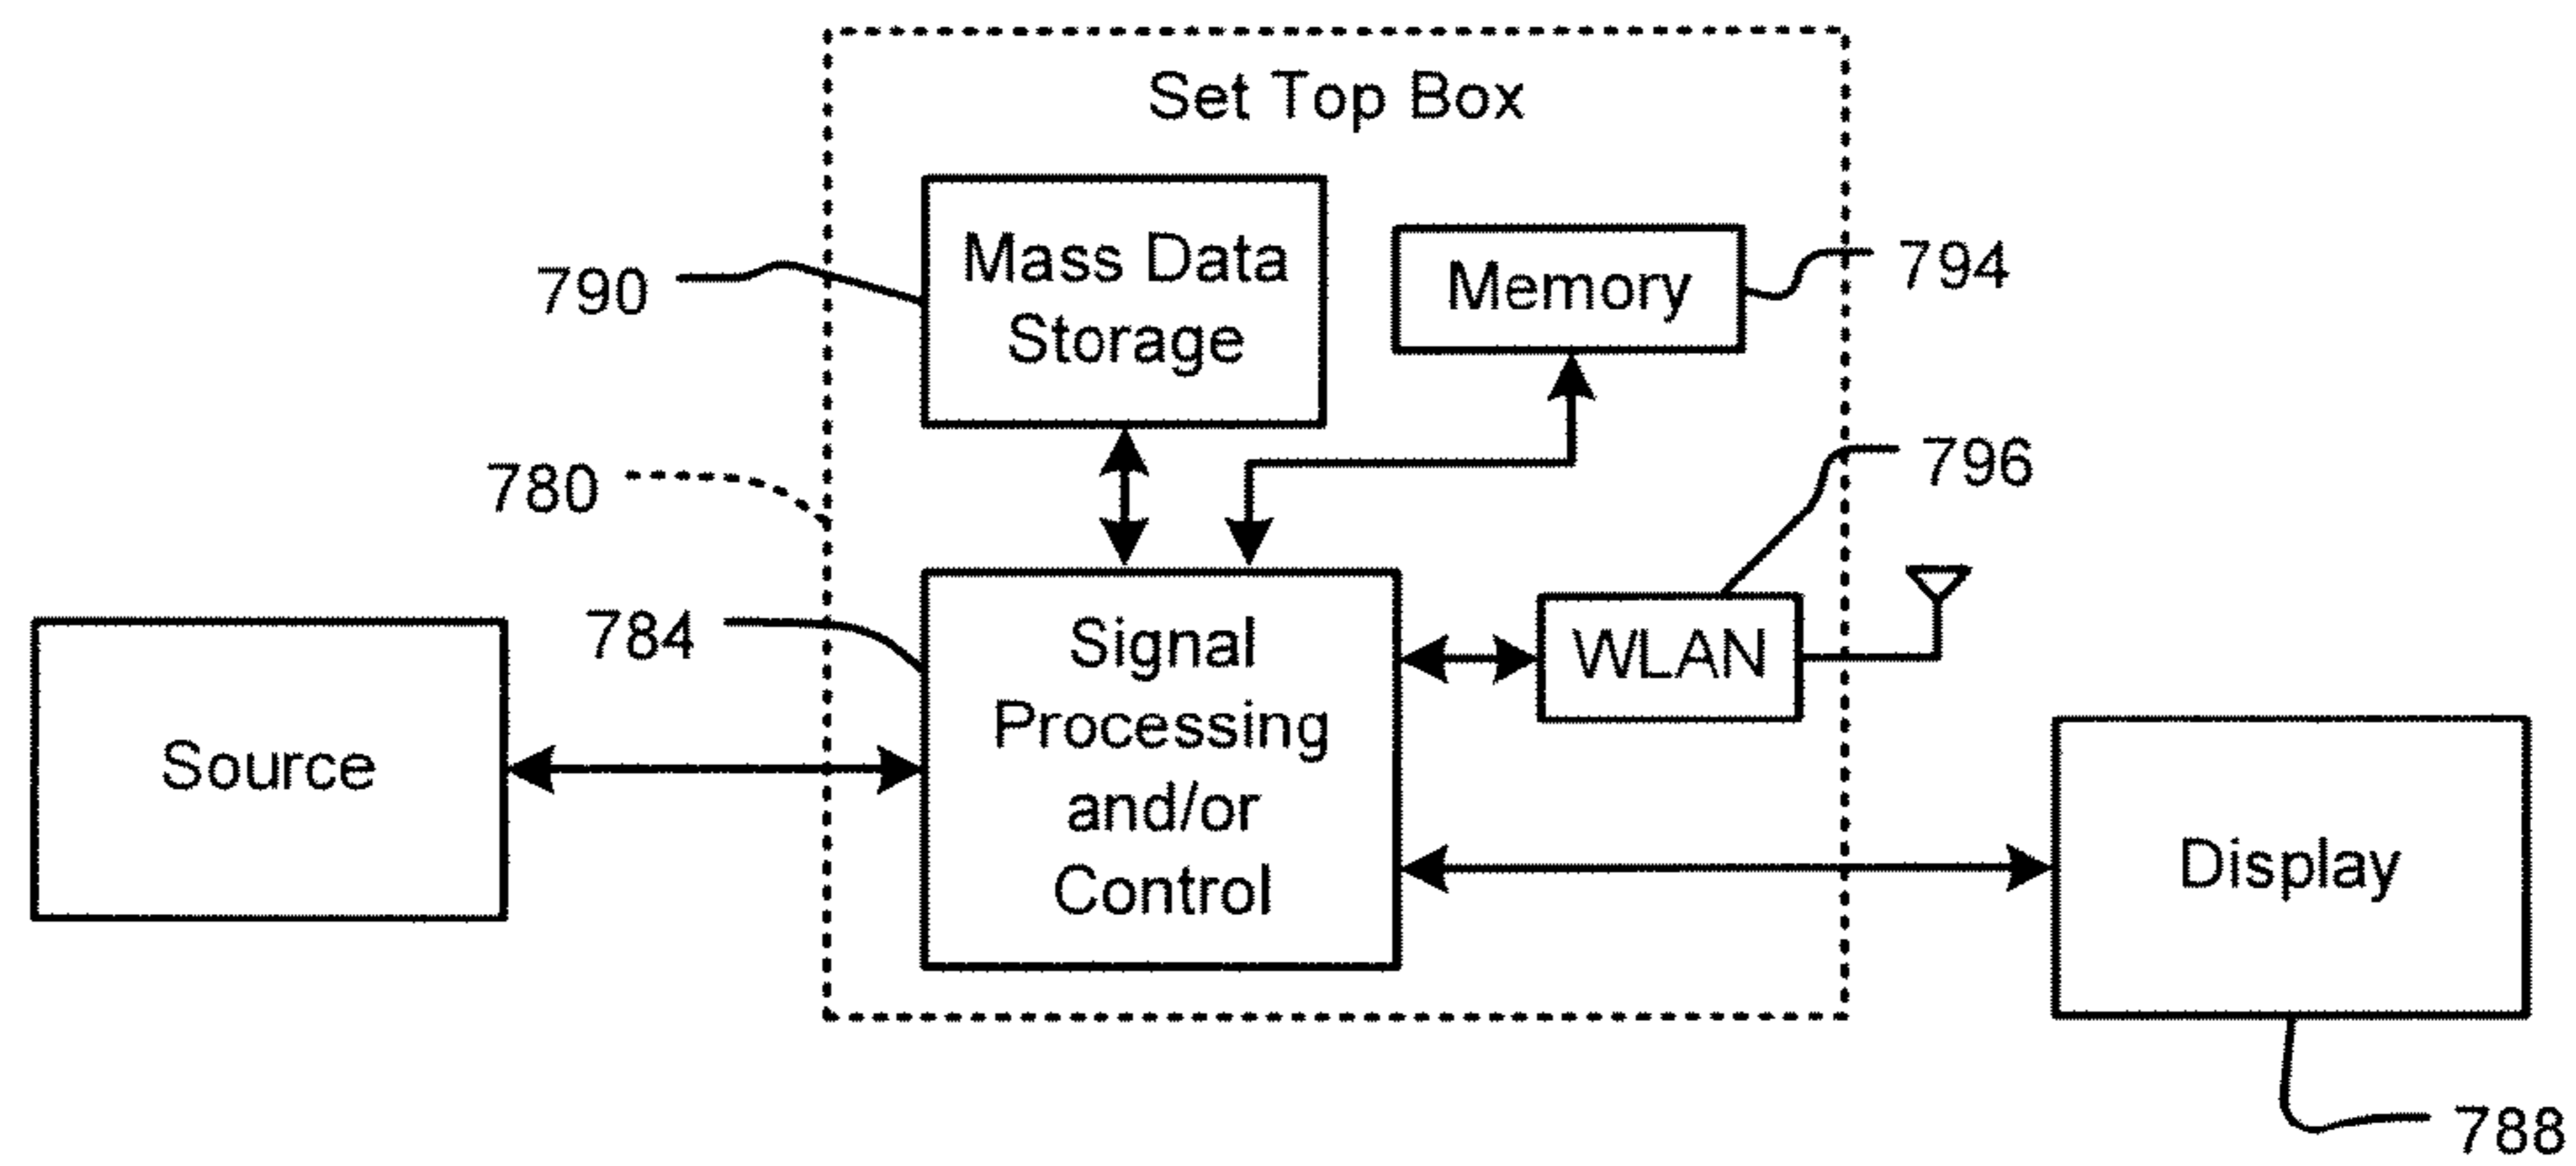 Set Top Box
Mass Data
Storage
Memory
790
794
780
796
784
Signal
Processing
and/or
Control
WLAN
Source
Display
788